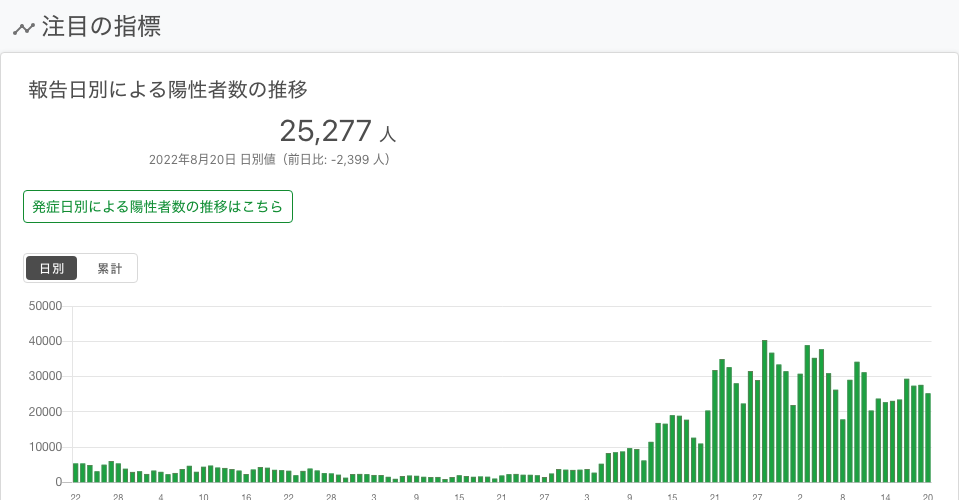 注目の指標
報告日別による陽性者数の推移
25,277 人
2022年8月20日 日別値（前日比: -2,399 人）
発症日別による陽性者数の推移はこちら
日別 累計
50000
40000
30000
20000
10000
0
22 28 4 10 16 22 28 3 9 15 21 27 3 9 15 21 27 2 8 14 20